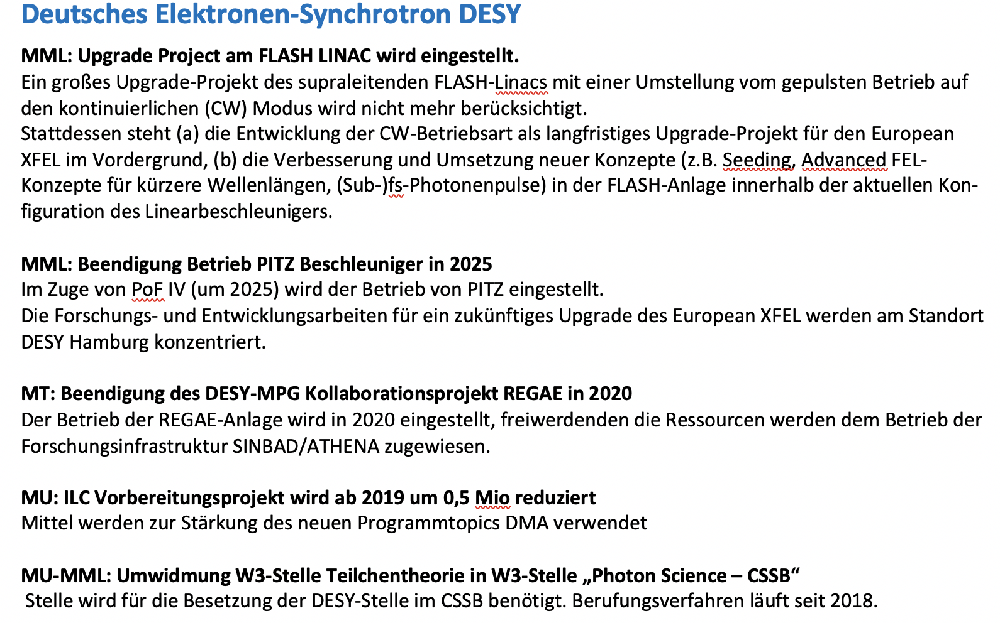 Deutsches Elektronen-Synchrotron DESY
MML: Upgrade Project am FLASH LINAC wird eingestellt.
Ein großes Upgrade-Projekt des supraleitenden FLASH-Linacs mit einer Umstellung vom gepulsten Betrieb auf
den kontinuierlichen (CW) Modus wird nicht mehr berücksichtigt.
Stattdessen steht (a) die Entwicklung der CW-Betriebsart als langfristiges Upgrade-Projekt für den European
XFEL im Vordergrund, (b) die Verbesserung und Umsetzung neuer Konzepte (z.B. Seeding, Advanced FEL-
Konzepte für kürzere Wellenlängen, (Sub-)fs-Photonenpulse) in der FLASH-Anlage innerhalb der aktuellen Kon-
figuration des Linearbeschleunigers.
MML: Beendigung Betrieb PITZ Beschleuniger in 2025
Im Zuge von PoF IV (um 2025) wird der Betrieb von PITZ eingestellt.
Die Forschungs- und Entwicklungsarbeiten für ein zukünftiges Upgrade des European XFEL werden am Standort
DESY Hamburg konzentriert.
MT: Beendigung des DESY-MPG Kollaborationsprojekt REGAE in 2020
Der Betrieb der REGAE-Anlage wird in 2020 eingestellt, freiwerdenden die Ressourcen werden dem Betrieb der
Forschungsinfrastruktur SINBAD/ATHENA zugewiesen.
MU: ILC Vorbereitungsprojekt wird ab 2019 um 0,5 Mio reduziert
Mittel werden zur Stärkung des neuen Programmtopics DMA verwendet
MU-MML: Umwidmung W3-Stelle Teilchentheorie in W3-Stelle „Photon Science – CSSB“
Stelle wird für die Besetzung der DESY-Stelle im CSSB benötigt. Berufungsverfahren läuft seit 2018.